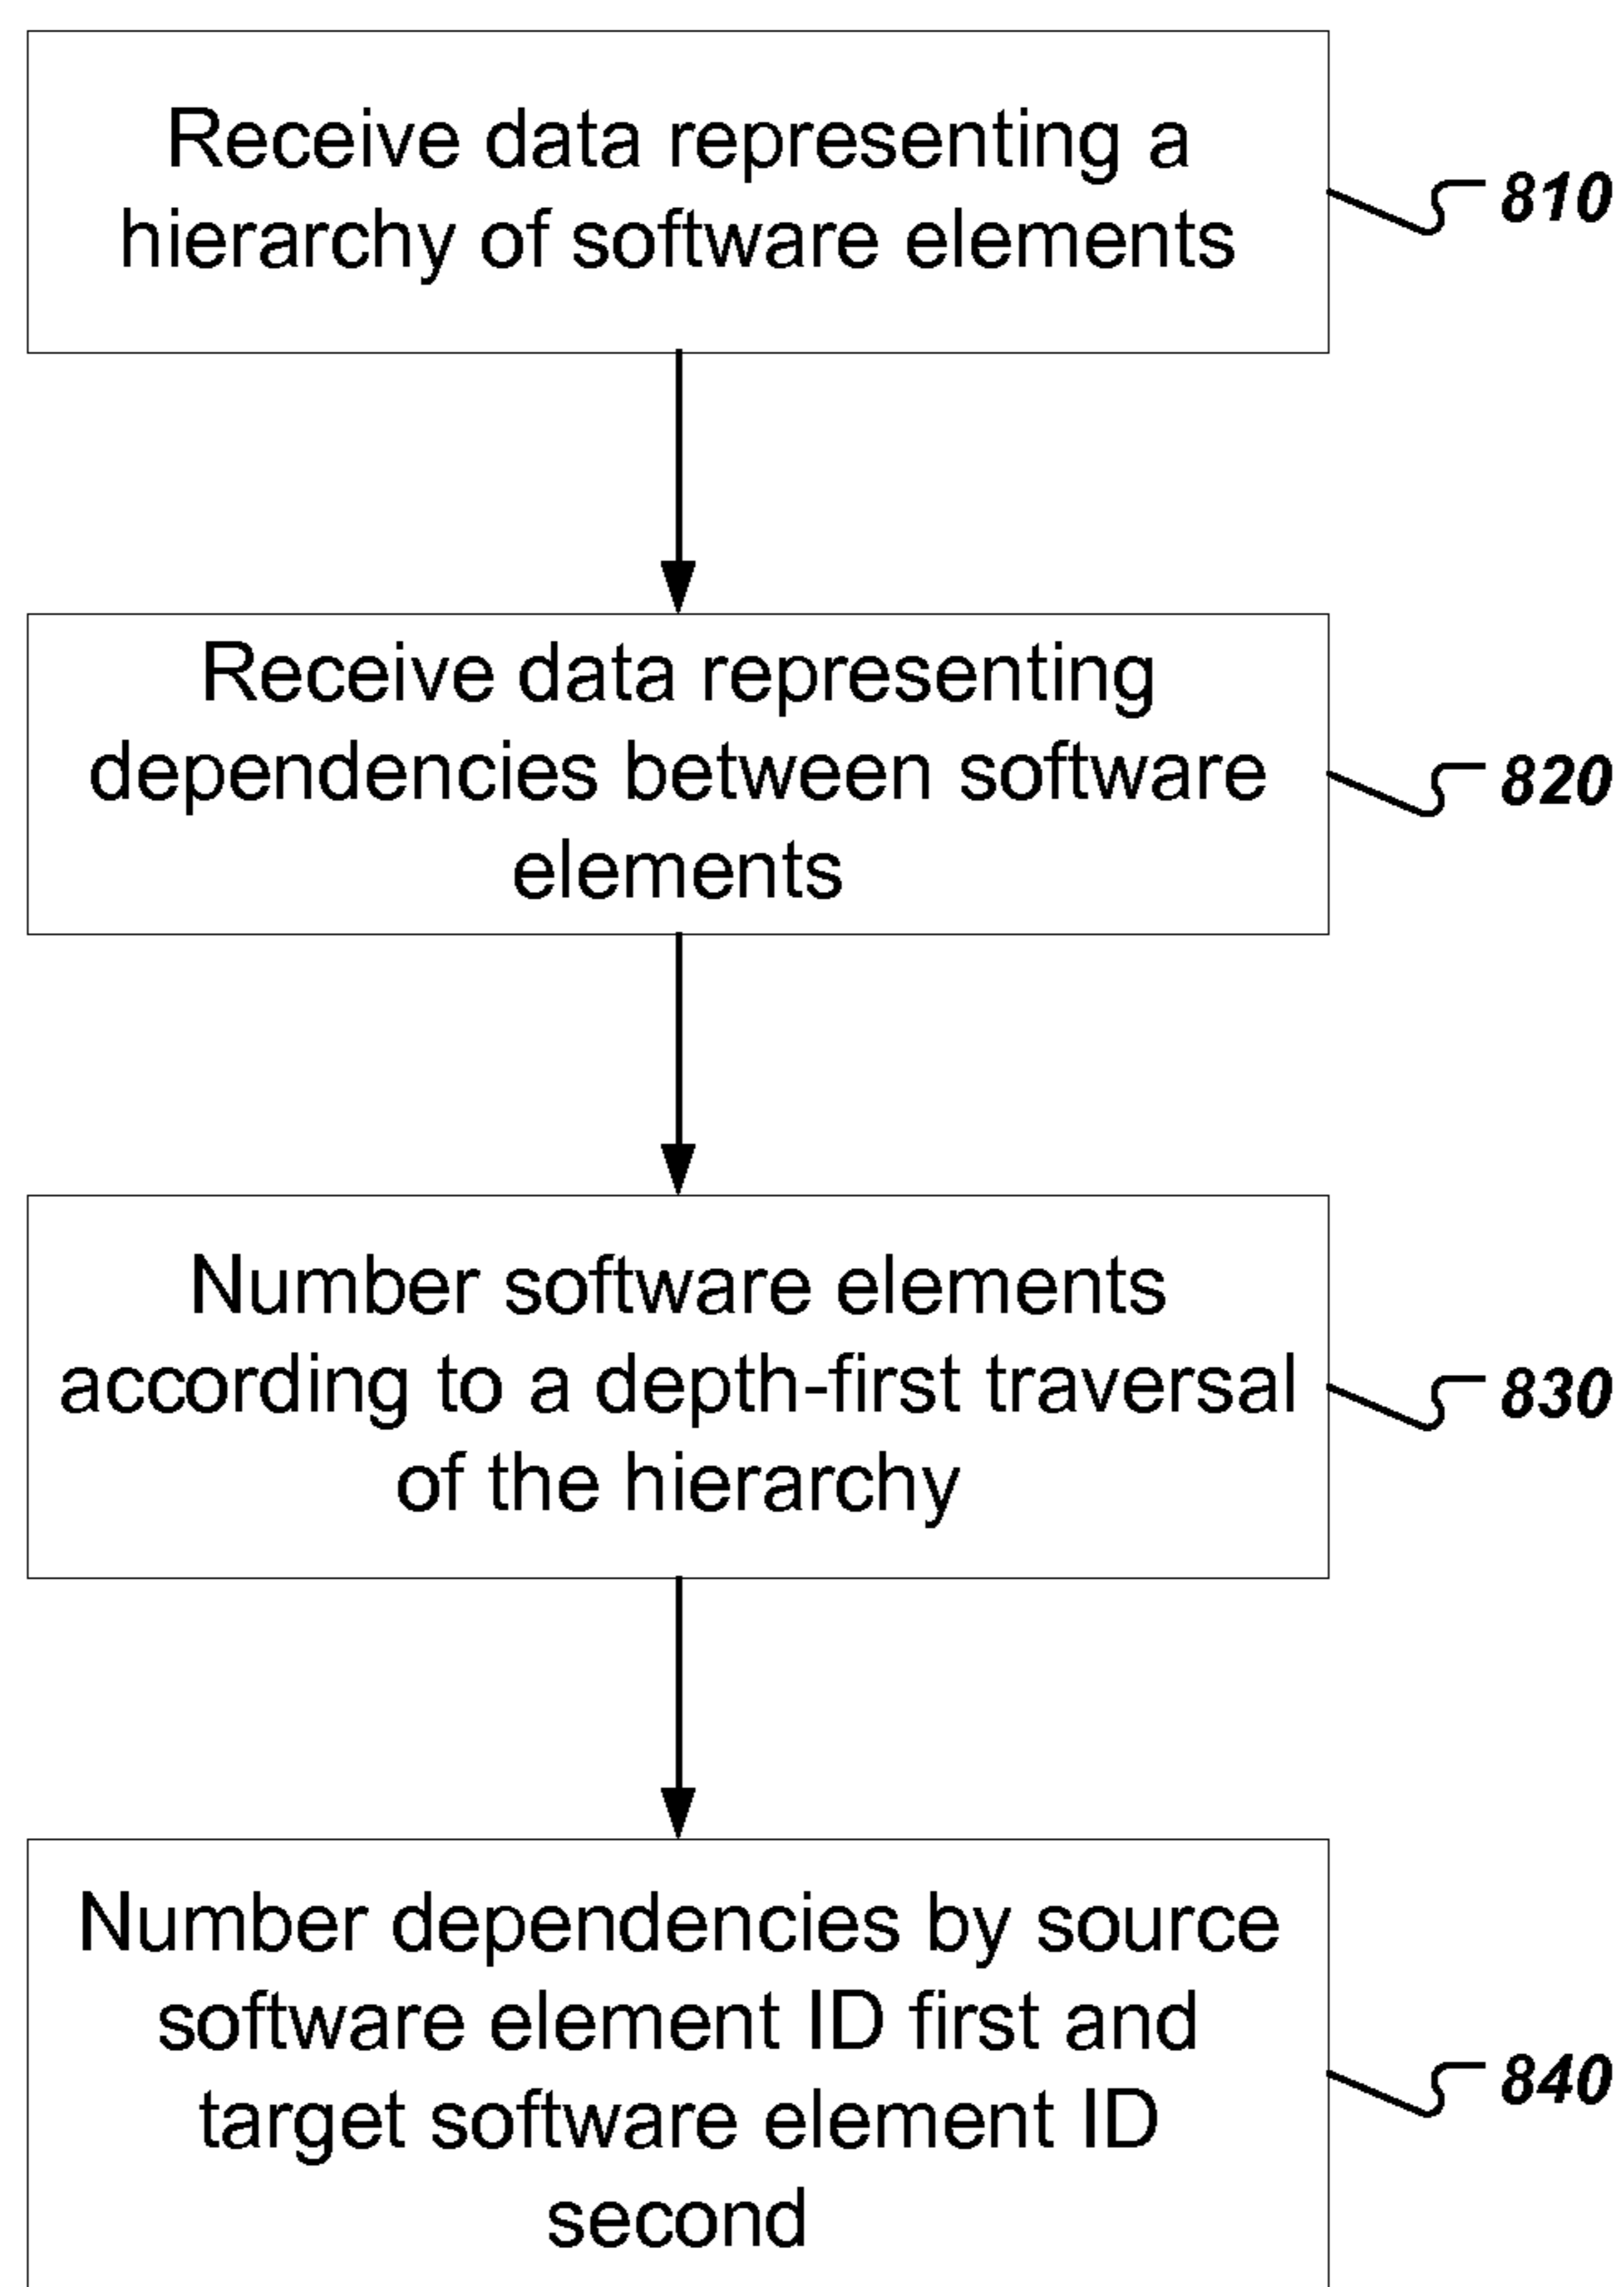 Receive data representing a
hierarchy of software elements
810
Receive data representing
dependencies between software
elements
820
Number software elements
according to a depth-first traversal
of the hierarchy
830
Number dependencies by source
software element ID first and
target software element ID
second
840